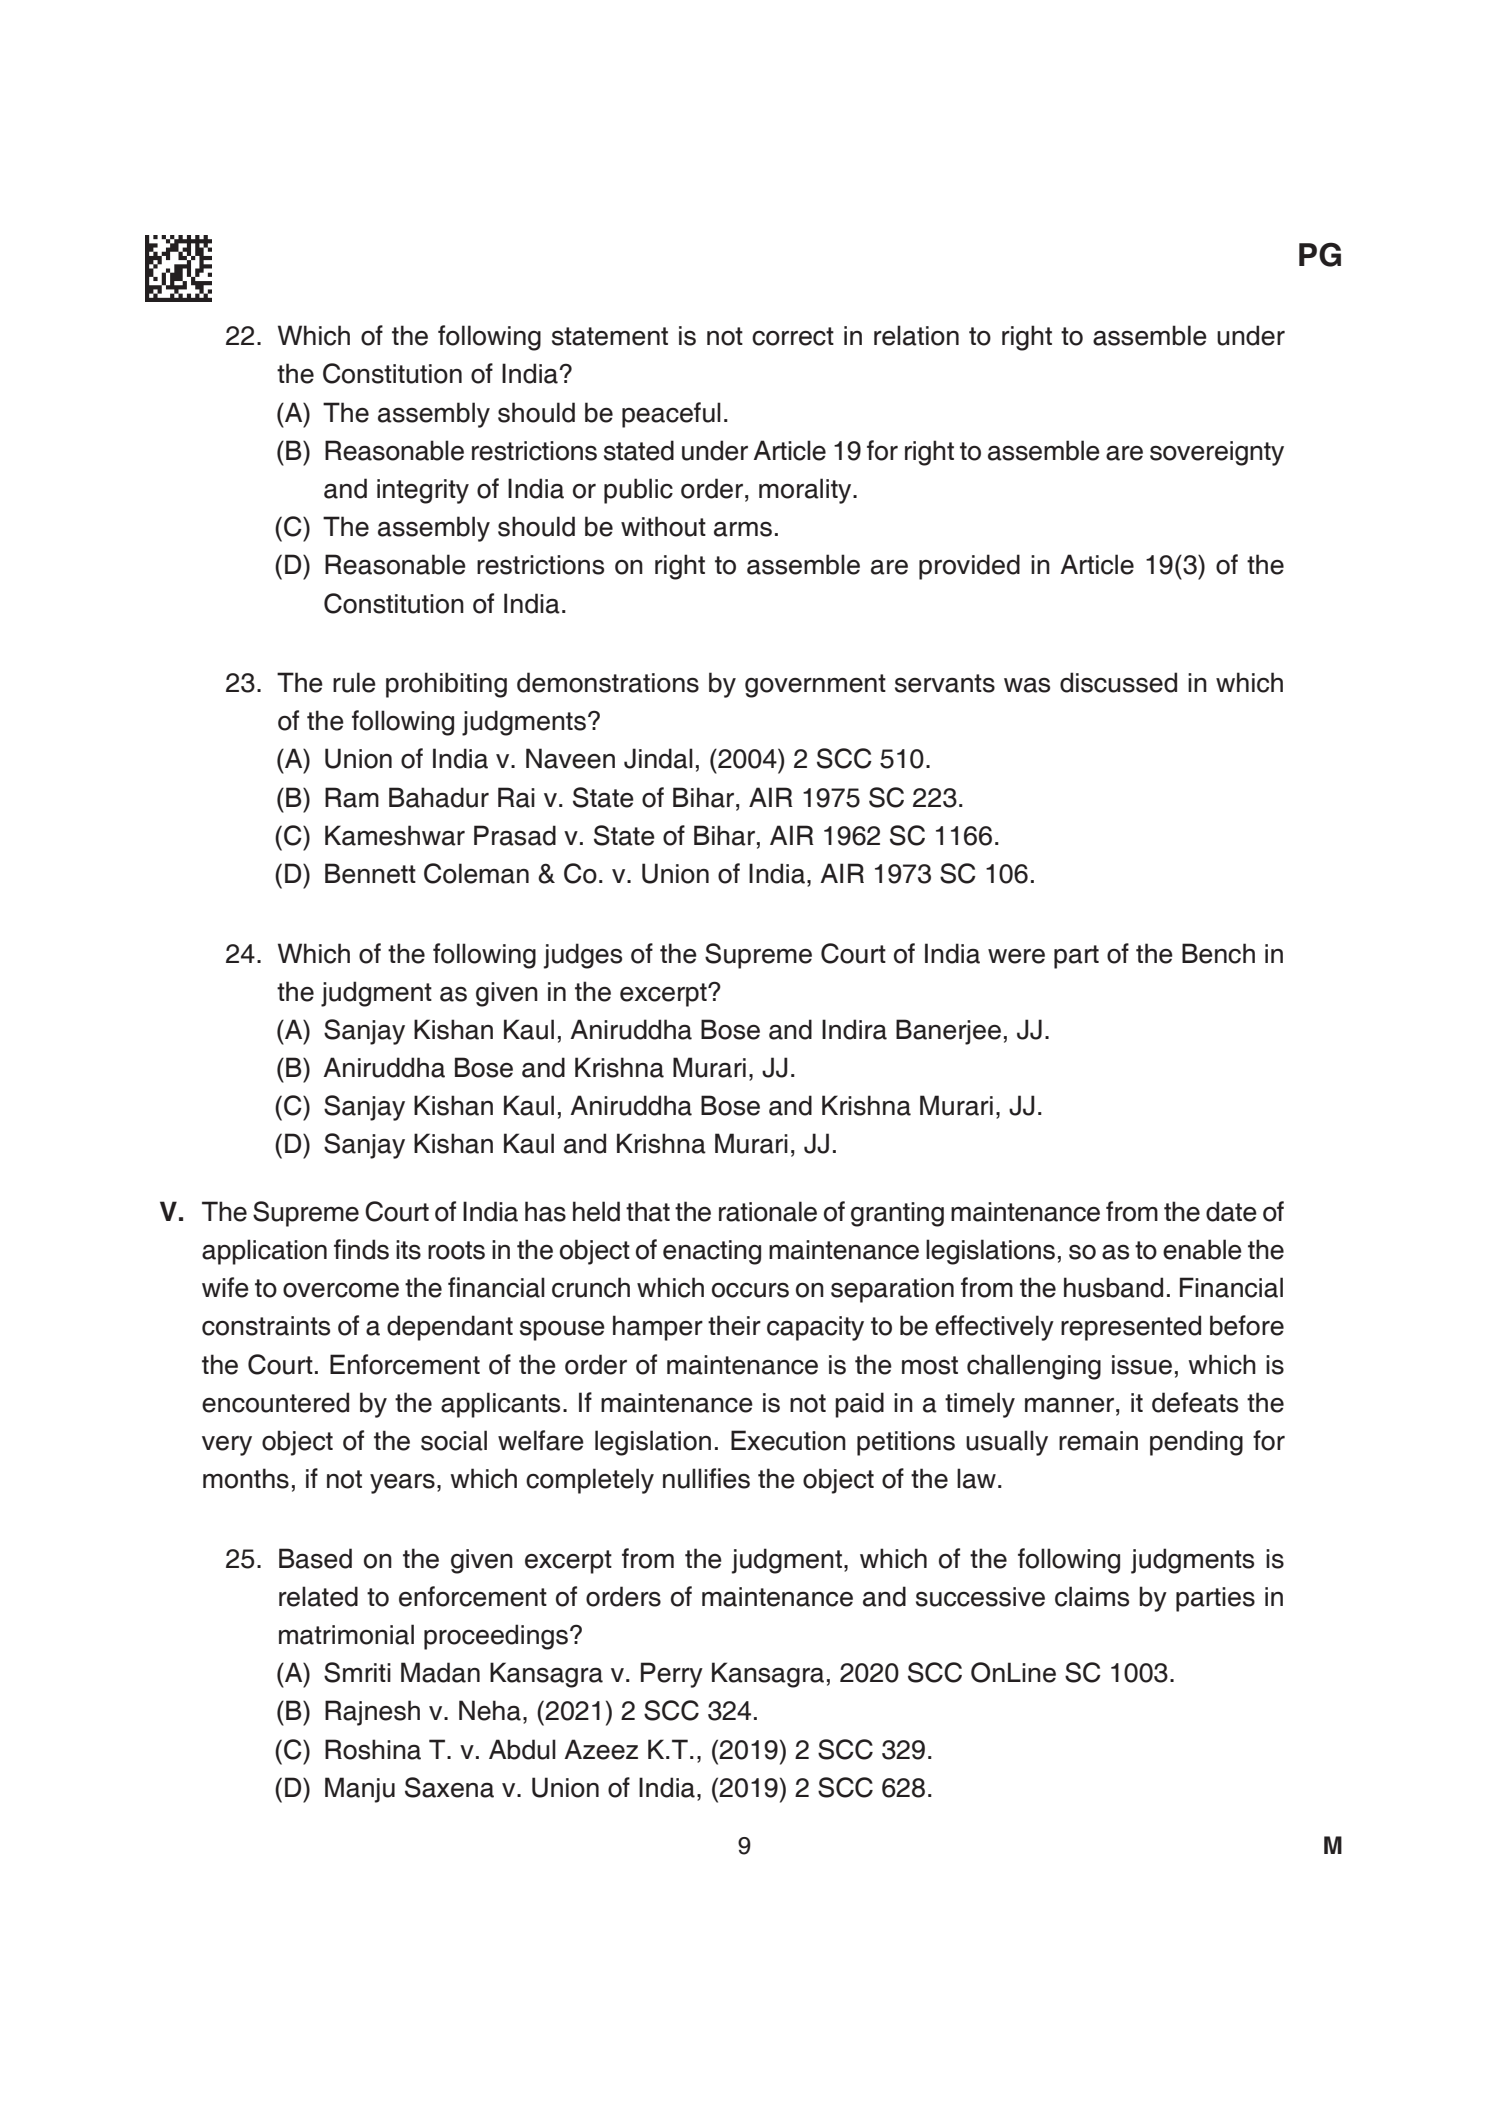 PG
22. Which of the following statement is not correct in relation to right to assemble under
the Constitution of India?
(A) The assembly should be peaceful.
(B) Reasonable restrictions stated under Article 19 for right to assemble are sovereignty
and integrity of India or public order, morality.
(C) The assembly should be without arms.
(D) Reasonable restrictions on right to assemble are provided in Article 19(3) of the
Constitution of India.
23. The rule prohibiting demonstrations by government servants was discussed in which
of the following judgments?
(A) Union of India v. Naveen Jindal, (2004) 2 SCC 510.
(B) Ram Bahadur Rai v. State of Bihar, AIR 1975 SC 223.
(C) Kameshwar Prasad v. State of Bihar, AIR 1962 SC 1166.
(D) Bennett Coleman & Co. v. Union of India, AIR 1973 SC 106.
24. Which of the following judges of the Supreme Court of India were part of the Bench in
the judgment as given in the excerpt?
(A) Sanjay Kishan Kaul, Aniruddha Bose and Indira Banerjee, JJ.
(B) Aniruddha Bose and Krishna Murari, JJ.
(C) Sanjay Kishan Kaul, Aniruddha Bose and Krishna Murari, JJ.
(D) Sanjay Kishan Kaul and Krishna Murari, JJ.
V. The Supreme Court of India has held that the rationale of granting maintenance from the date of
application finds its roots in the object of enacting maintenance legislations, so as to enable the
wife to overcome the financial crunch which occurs on separation from the husband. Financial
constraints of a dependant spouse hamper their capacity to be effectively represented before
the Court. Enforcement of the order of maintenance is the most challenging issue, which is
encountered by the applicants. If maintenance is not paid in a timely manner, it defeats the
very object of the social welfare legislation. Execution petitions usually remain pending for
months, if not years, which completely nullifies the object of the law.
25. Based on the given excerpt from the judgment, which of the following judgments is
related to enforcement of orders of maintenance and successive claims by parties in
matrimonial proceedings?
(A) Smriti Madan Kansagra v. Perry Kansagra, 2020 SCC OnLine SC 1003.
(B) Rajnesh v. Neha, (2021) 2 SCC 324.
(C) Roshina T. v. Abdul Azeez K.T., (2019) 2 SCC 329.
(D) Manju Saxena v. Union of India, (2019) 2 SCC 628.
9
M